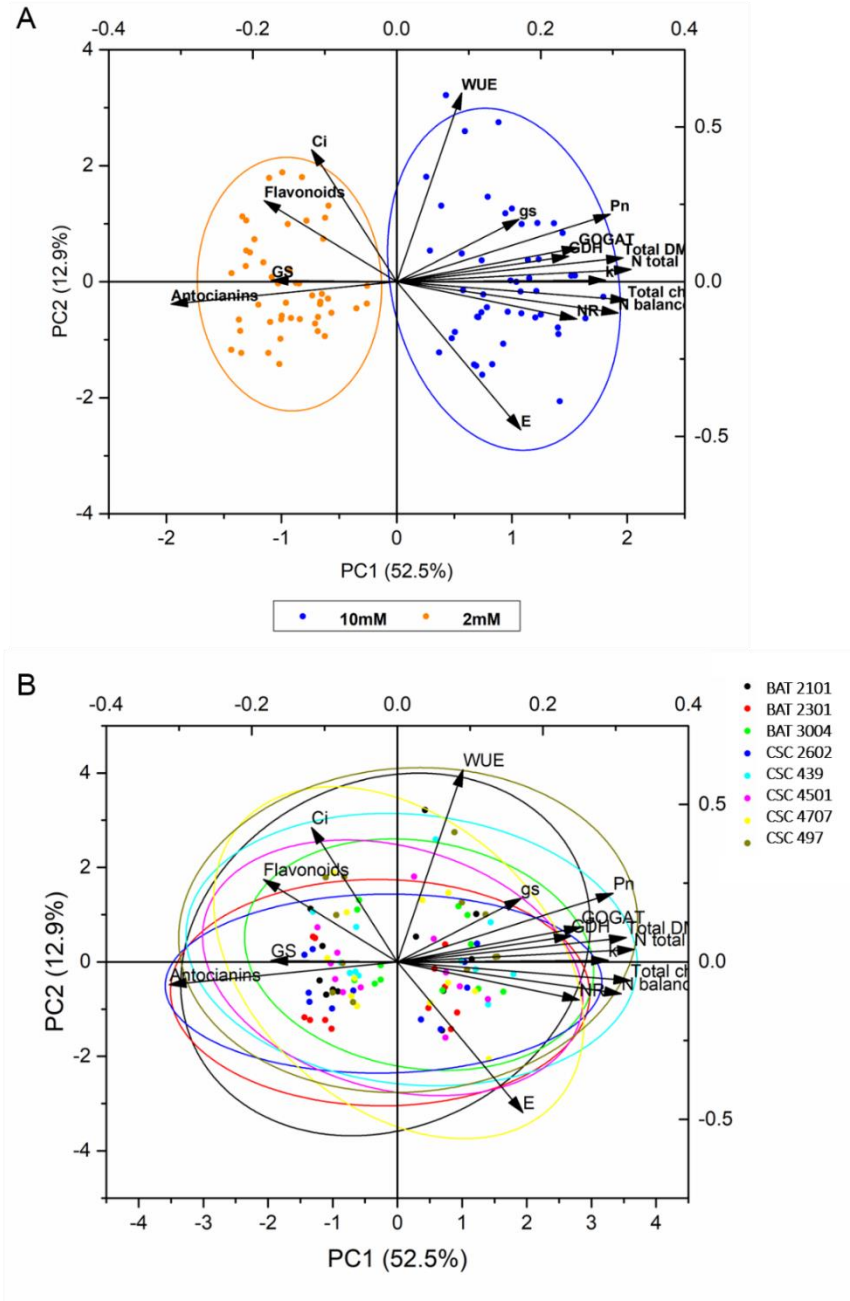 A
-0.4 -0.2 0.0 0.2 0.4
4
WUE
0.5
Ci
2
Flavonoids
gs
Pn
GOGAT
GDH
Total DM
N total
GS
k
0 0.0
Antocianins
Total ch
N balance
NR
PC2 (12.9%)
-2
E
-0.5
-4
-2 -1 0 1 2
PC1 (52.5%)
10mM 2mM
B
-0.4 -0.2 0.0 0.2 0.4
BAT 2101
BAT 2301
BAT 3004
CSC 2602
CSC 439
CSC 4501
CSC 4707
CSC 497
4
WUE
0.5
Ci
2
Flavonoids
gs
Pn
GOGAT
GDH
Total DM
N total
GS
k
0 0.0
Antocianins
Total ch
N balance
NR
PC2 (12.9%)
-2
E
-0.5
-4
-4 -3 -2 -1 0 1 2 3 4
PC1 (52.5%)